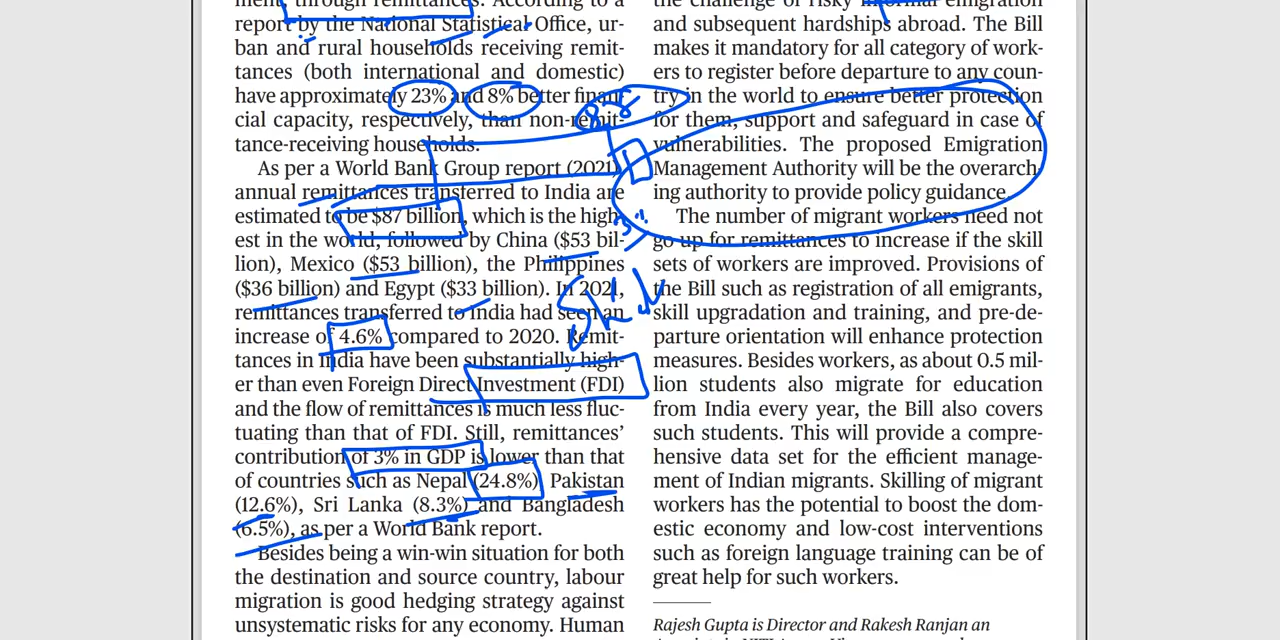 ment, through remittances. According to a
report by the National Statistical Office, ur-
ban and rural households receiving remit-
tances (both international and domestic)
have approximately 23% and 8% better finan-
cial capacity, respectively, than non-remit-
tance-receiving households.
As per a World Bank Group report (2021),
annual remittances transferred to India are
estimated to be $87 billion, which is the high-
est in the world, followed by China ($53 bil-
lion), Mexico ($53 billion), the Philippines
($36 billion) and Egypt ($33 billion). In 2021,
remittances transferred to India had seen an
increase of 4.6% compared to 2020. Remit-
tances in India have been substantially high-
er than even Foreign Direct Investment (FDI)
and the flow of remittances is much less fluc-
tuating than that of FDI. Still, remittances'
contribution of 3% in GDP is lower than that
of countries such as Nepal (24.8%), Pakistan
(12.6%), Sri Lanka (8.3%) and Bangladesh
(6.5%), as per a World Bank report.
Besides being a win-win situation for both
the destination and source country, labour
migration is good hedging strategy against
unsystematic risks for any economy. Human
the challenge of risky informal emigration
and subsequent hardships abroad. The Bill
makes it mandatory for all category of work-
ers to register before departure to any coun-
try in the world to ensure better protection
for them, support and safeguard in case of
vulnerabilities. The proposed Emigration
Management Authority will be the overarch-
ing authority to provide policy guidance.
The number of migrant workers need not
go up for remittances to increase if the skill
sets of workers are improved. Provisions of
the Bill such as registration of all emigrants,
skill upgradation and training, and pre-de-
parture orientation will enhance protection
measures. Besides workers, as about 0.5 mil-
lion students also migrate for education
from India every year, the Bill also covers
such students. This will provide a compre-
hensive data set for the efficient manage-
ment of Indian migrants. Skilling of migrant
workers has the potential to boost the dom-
estic economy and low-cost interventions
such as foreign language training can be of
great help for such workers.
Rajesh Gupta is Director and Rakesh Ranjan an